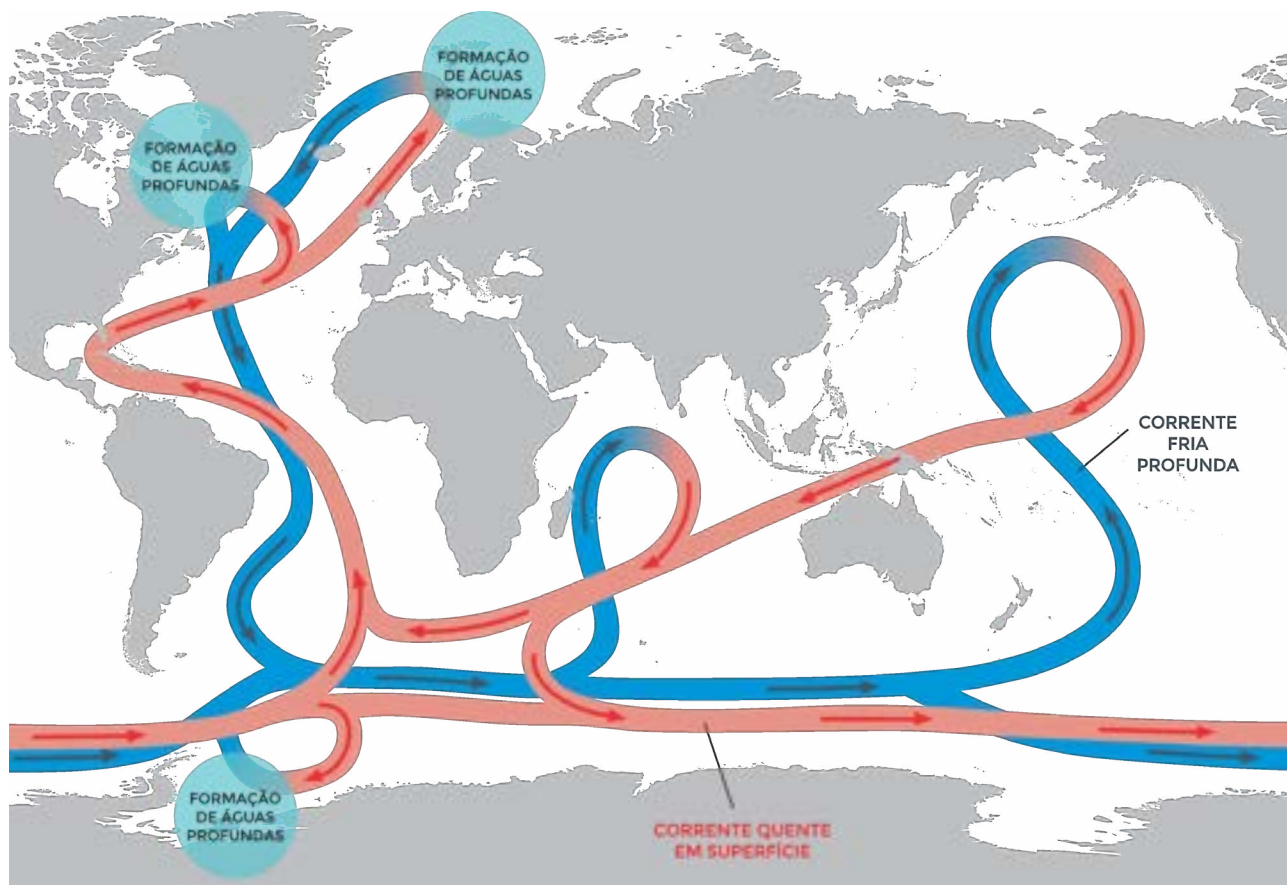 FORMAÇÃO
DE ÁGUAS
PROFUNDAS
FORMAÇÃO
DE ÁGUAS
PROFUNDAS
CORRENTE
FRIA
PROFUNDA
FORMAÇÃO
DE ÁGUAS
PROFUNDAS
CORRENTE QUENTE
EM SUPERFÍCIE